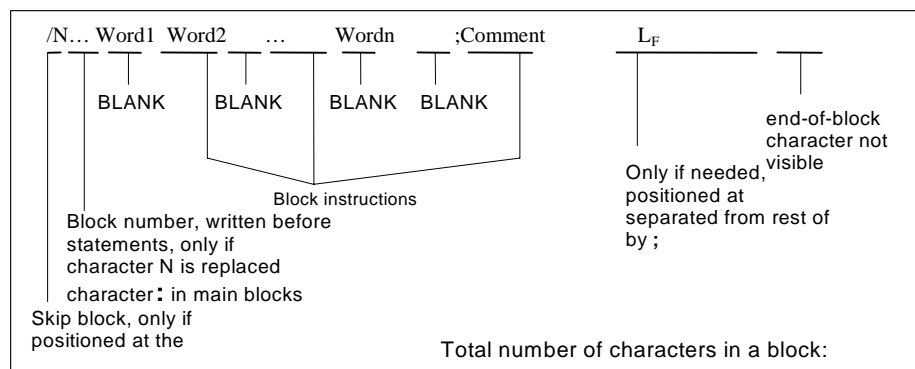 /N… Word1 Word2 … Wordn ;Comment LF
BLANK BLANK BLANK BLANK
end-of-block
character not
visible
Only if needed,
positioned at
separated from rest of
by ;
Block instructions
Block number, written before
statements, only if
character N is replaced
character : in main blocks
Skip block, only if
positioned at the
Total number of characters in a block: